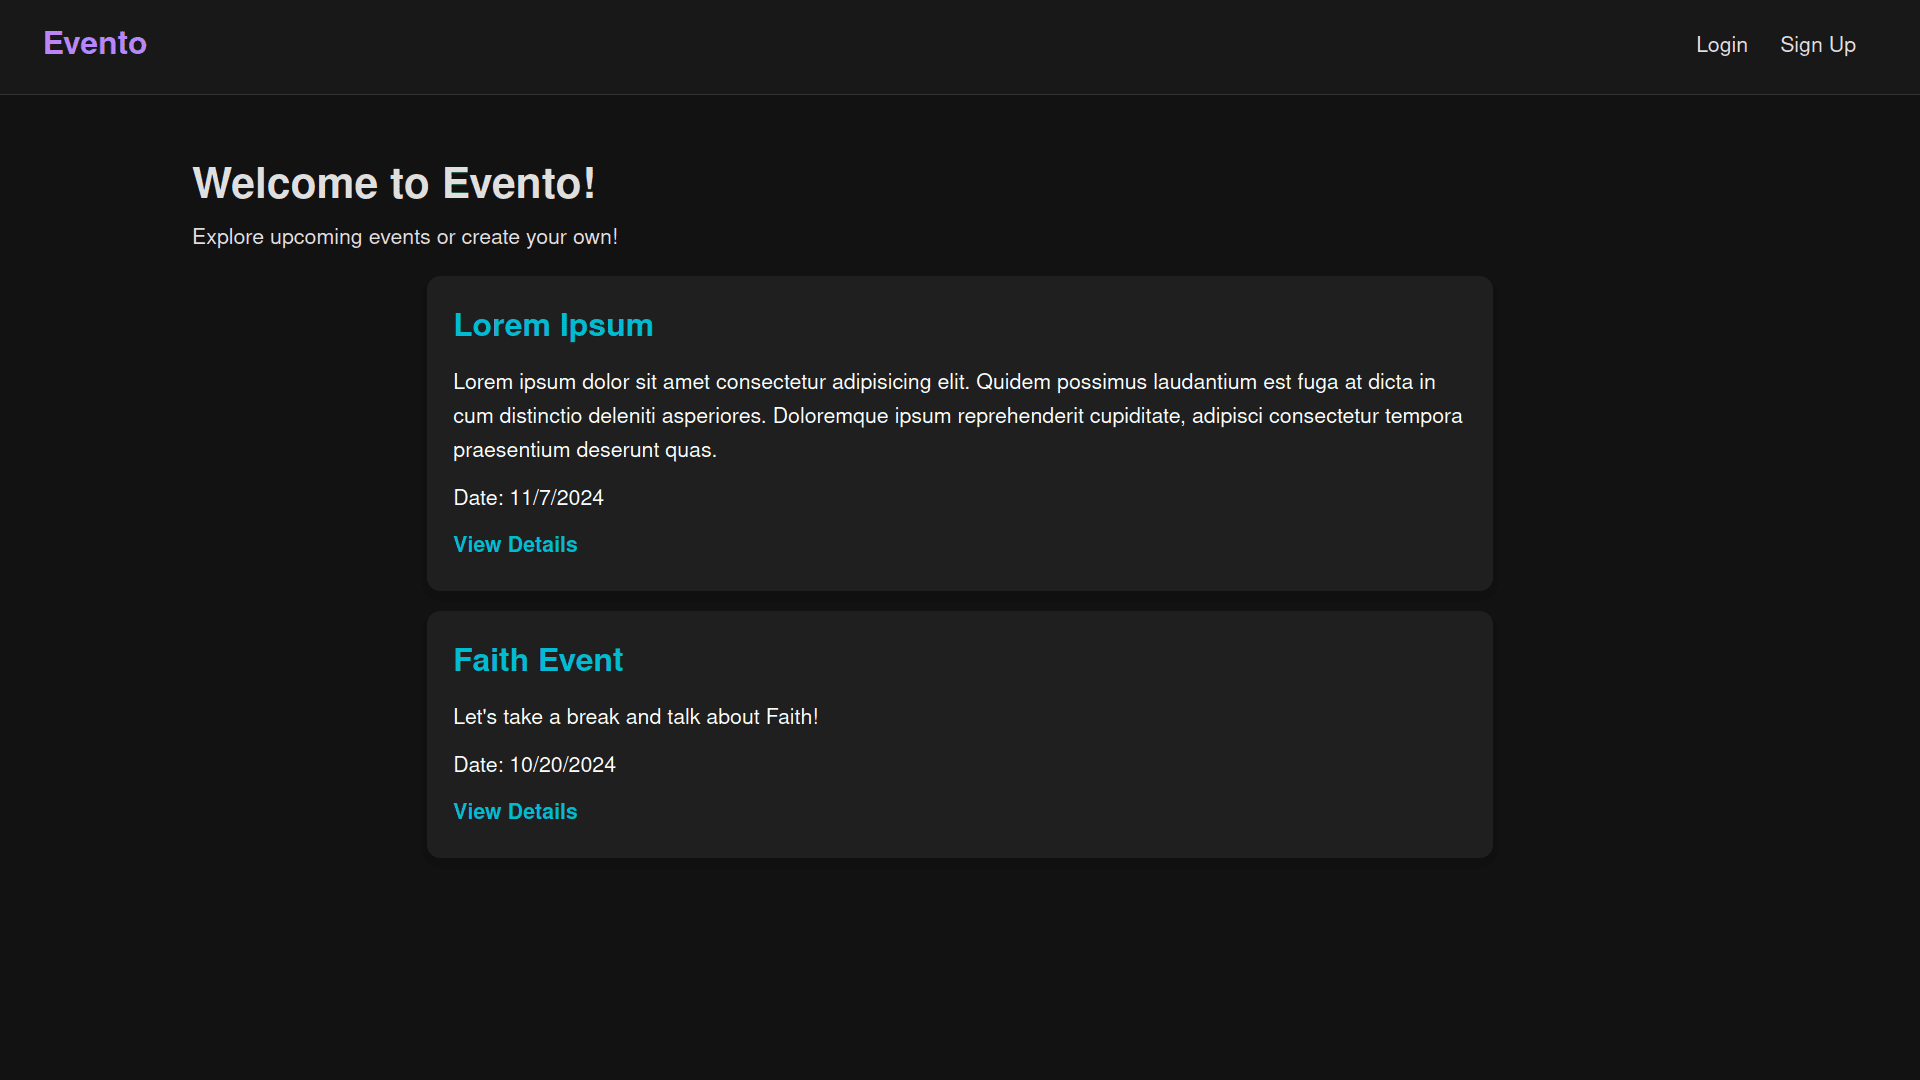 Evento
Login
Sign Up
Welcome to Evento!
Explore upcoming events or create your own!
Lorem Ipsum
Lorem ipsum dolor sit amet consectetur adipisicing elit. Quidem possimus laudantium est fuga at dicta in
cum distinctio deleniti asperiores. Doloremque ipsum reprehenderit cupiditate, adipisci consectetur tempora
praesentium deserunt quas.
Date: 11/7/2024
View Details
Faith Event
Let's take a break and talk about Faith!
Date: 10/20/2024
View Details